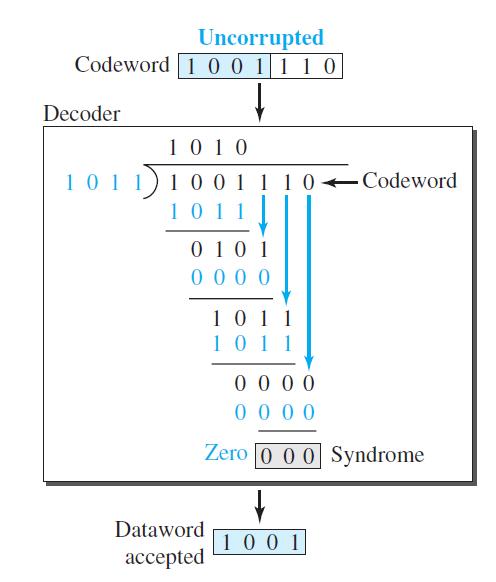 Uncorrupted
Codeword 1 0 0 1 1 1 0
Decoder
1 0 1 0
1 0 1 1 ) 1 0 0 1 1 1 0 Codeword
1 0 1 1
0 1 0 1
0 0 0 0
1 0 1 1
1 0 1 1
0 0 0 0
0 0 0 0
Zero 0 0 0 Syndrome
Dataword
accepted 1 0 0 1